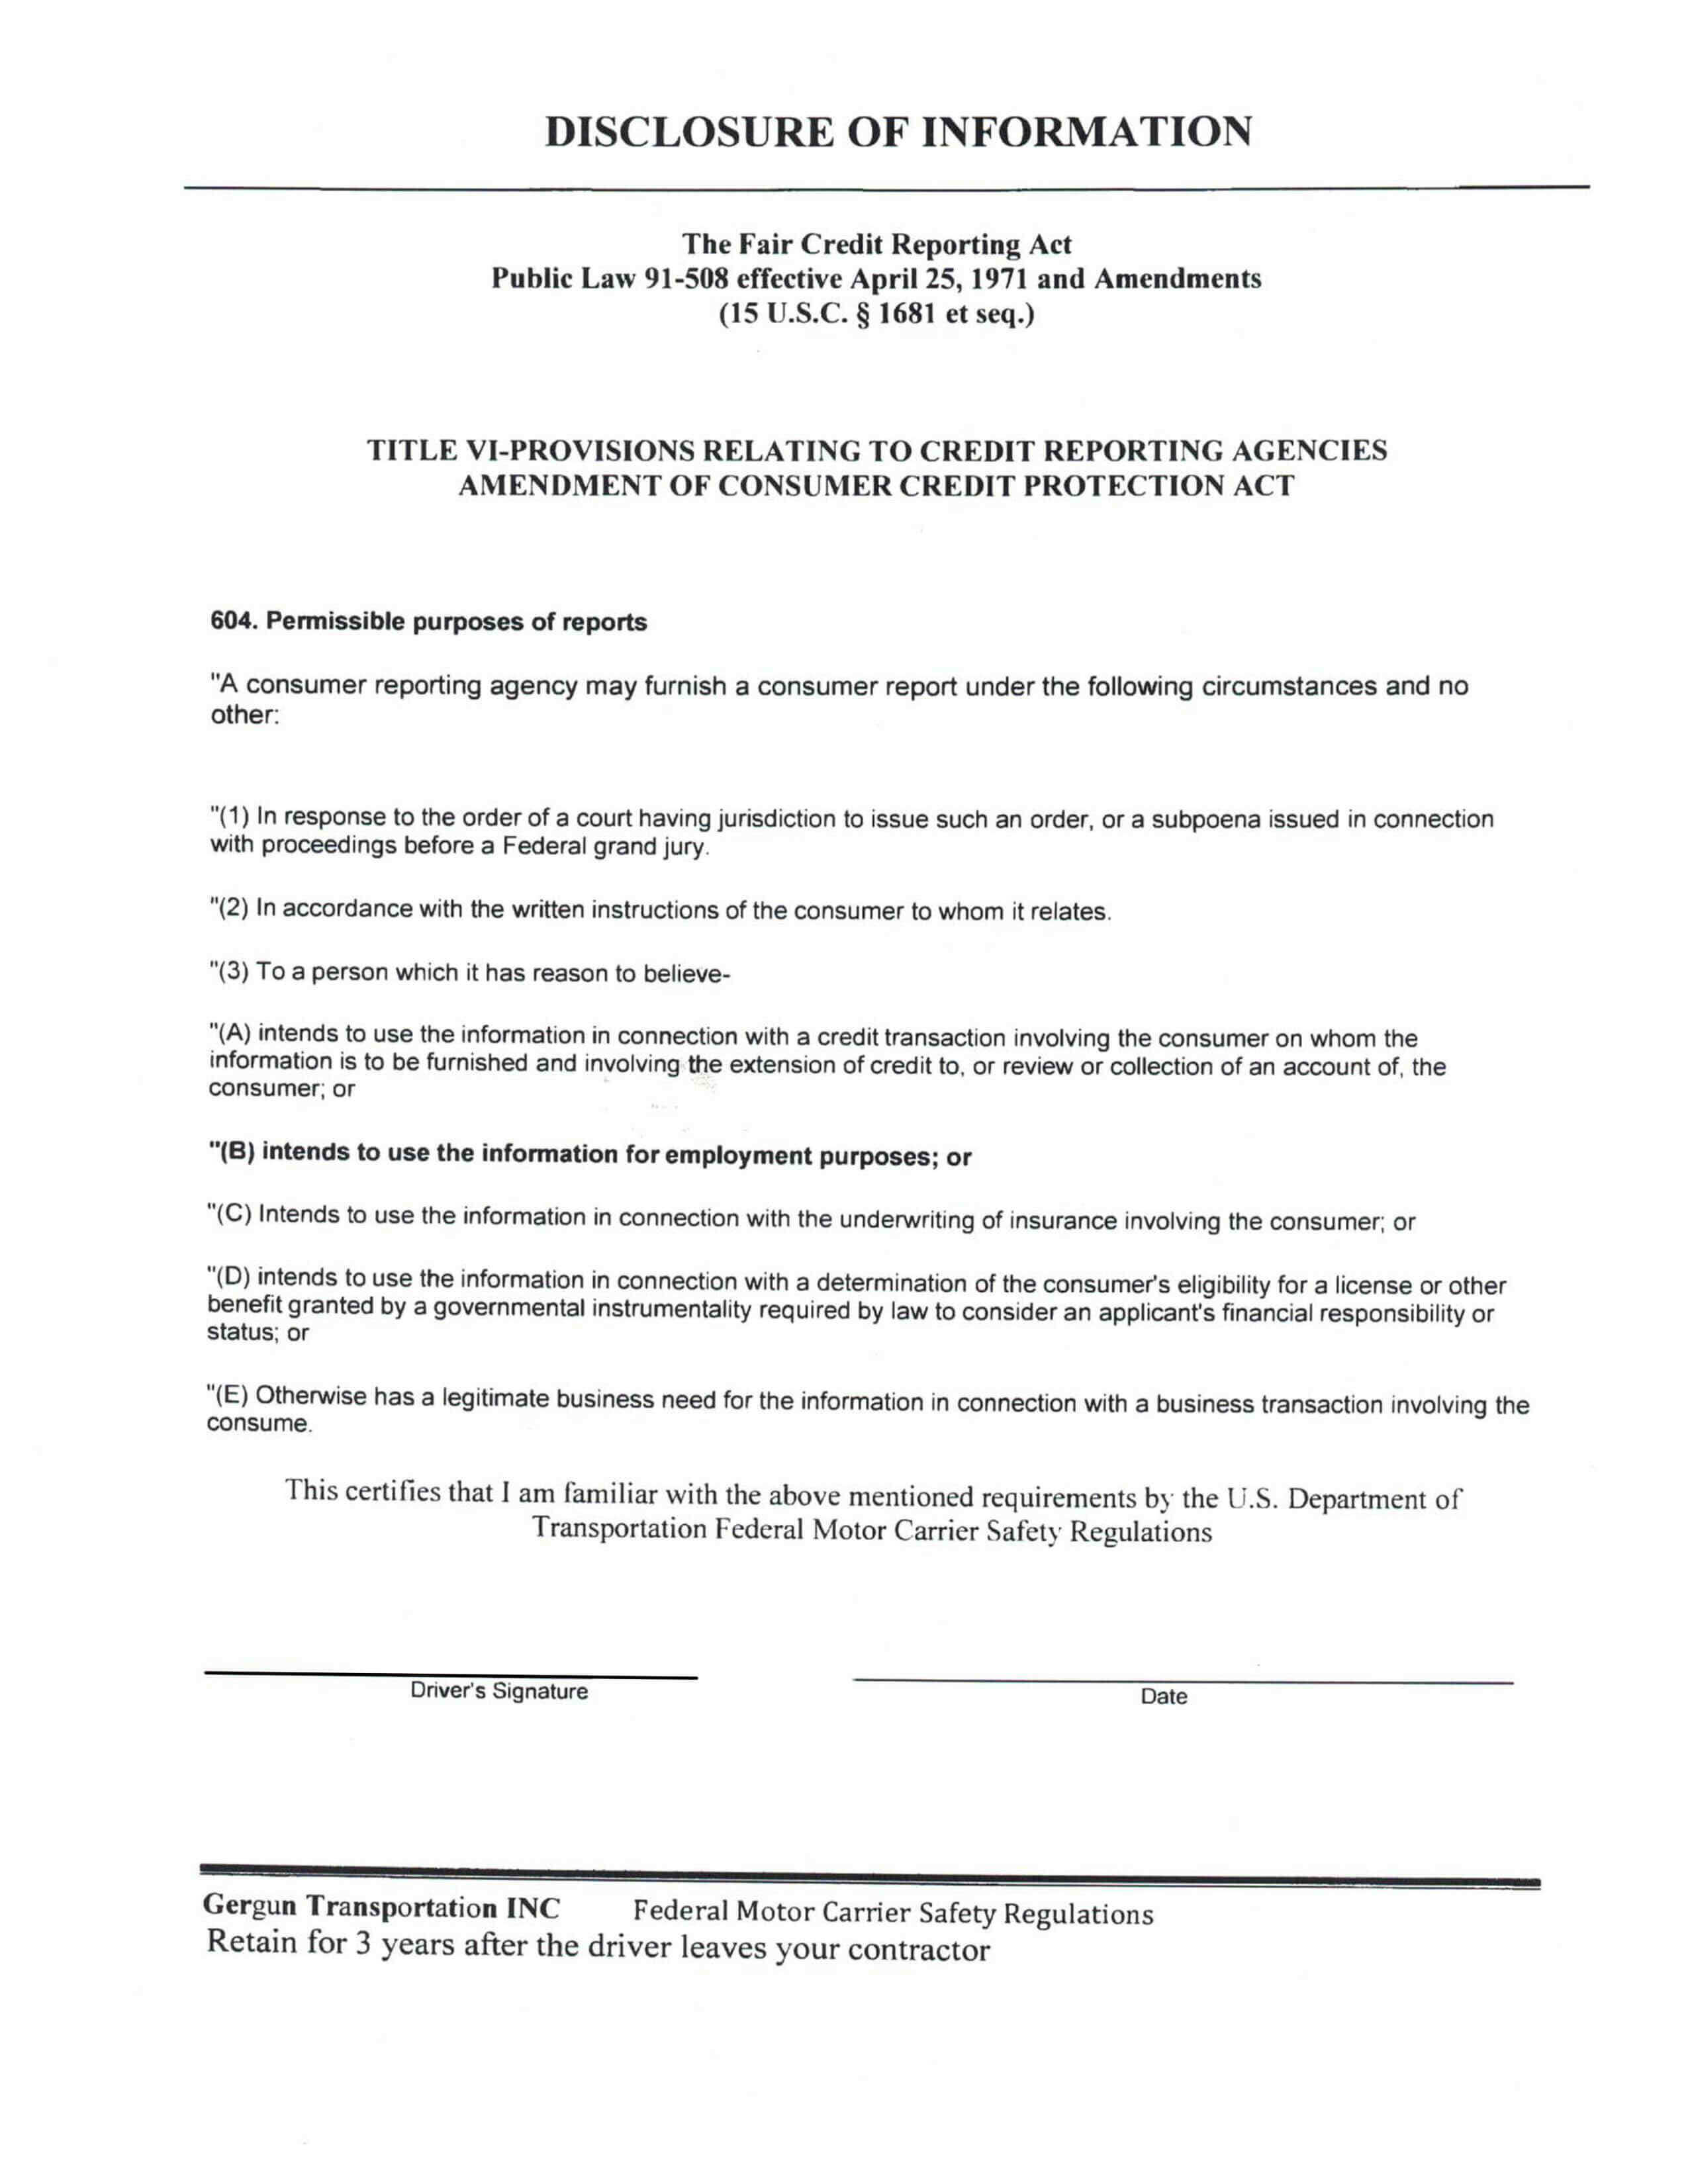 DISCLOSURE OF INFORMATION
The Fair Credit Reporting Act
Public Law 91-508 effective April 25, 1971 and Amendments
(15 U.S.C. § 1681 et seq.)
TITLE VI-PROVISIONS RELATING TO CREDIT REPORTING AGENCIES
AMENDMENT OF CONSUMER CREDIT PROTECTION ACT
604. Permissible purposes of reports
"A consumer reporting agency may furnish a consumer report under the following circumstances and no
other:
"(1) In response to the order of a court having jurisdiction to issue such an order, or a subpoena issued in connection
with proceedings before a Federal grand jury.
"(2) In accordance with the written instructions of the consumer to whom it relates.
"(3) To a person which it has reason to believe-
"(A) intends to use the information in connection with a credit transaction involving the consumer on whom the
information is to be furnished and involving the extension of credit to, or review or collection of an account of, the
consumer; or
"(B) intends to use the information for employment purposes; or
"(C) Intends to use the information in connection with the underwriting of insurance involving the consumer; or
"(D) intends to use the information in connection with a determination of the consumer's eligibility for a license or other
benefit granted by a governmental instrumentality required by law to consider an applicant's financial responsibility or
status; or
"(E) Otherwise has a legitimate business need for the information in connection with a business transaction involving the
consume.
This certifies that I am familiar with the above mentioned requirements by the U.S. Department of
Transportation Federal Motor Carrier Safety Regulations
Driver's Signature
Date
Gergun Transportation INC Federal Motor Carrier Safety Regulations
Retain for 3 years after the driver leaves your contractor